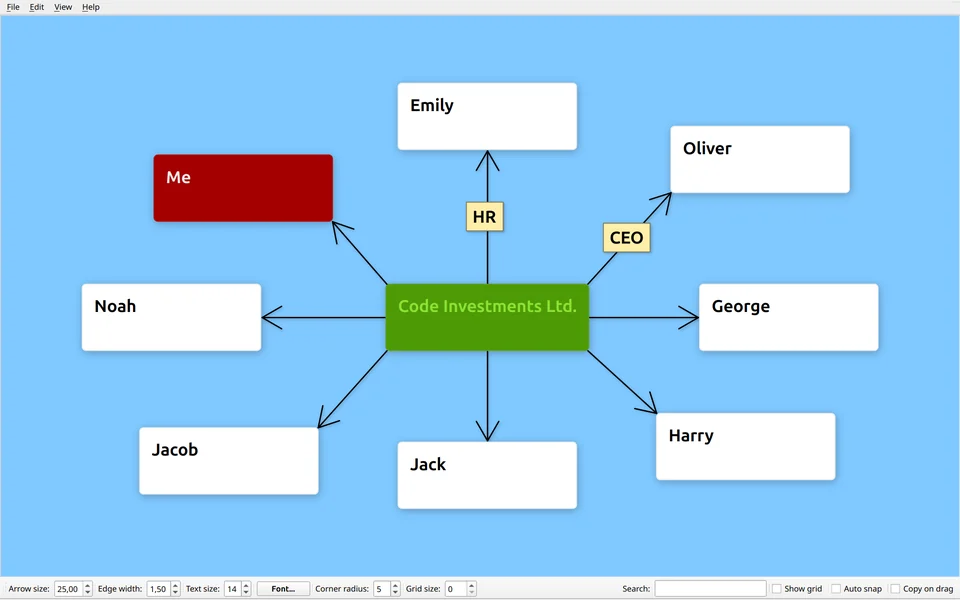 File Edit View Help
Emily
Oliver
Me
HR
CEO
Noah
Code Investments Ltd.
George
Jacob
Jack
Harry
Arrow size: 25,00 Edge width: 1,50 Text size: 14 Font... Corner radius: 5 Grid size: 0 Search: Show grid Auto snap Copy on drag